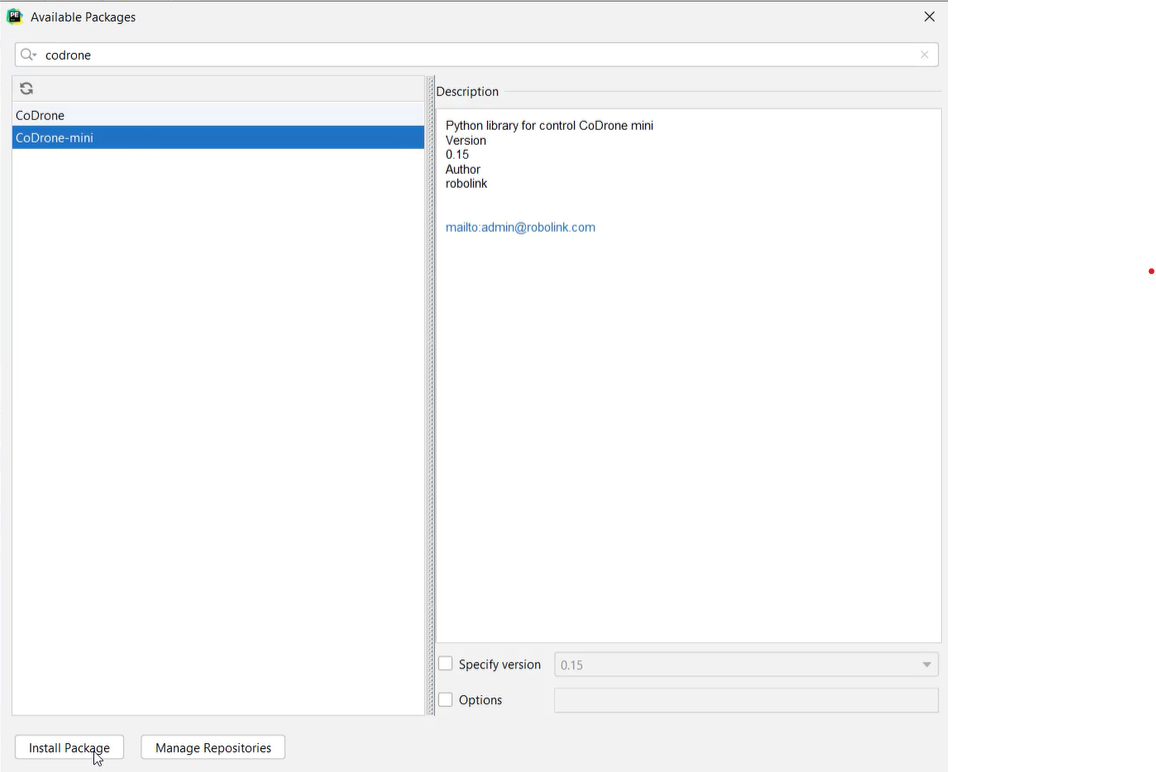 Available Packages
codrone
CoDrone
CoDrone-mini
Description
Python library for control CoDrone mini
Version
0.15
Author
robolink
mailto:admin@robolink.com
Specify version 0.15
Options
Install Package Manage Repositories